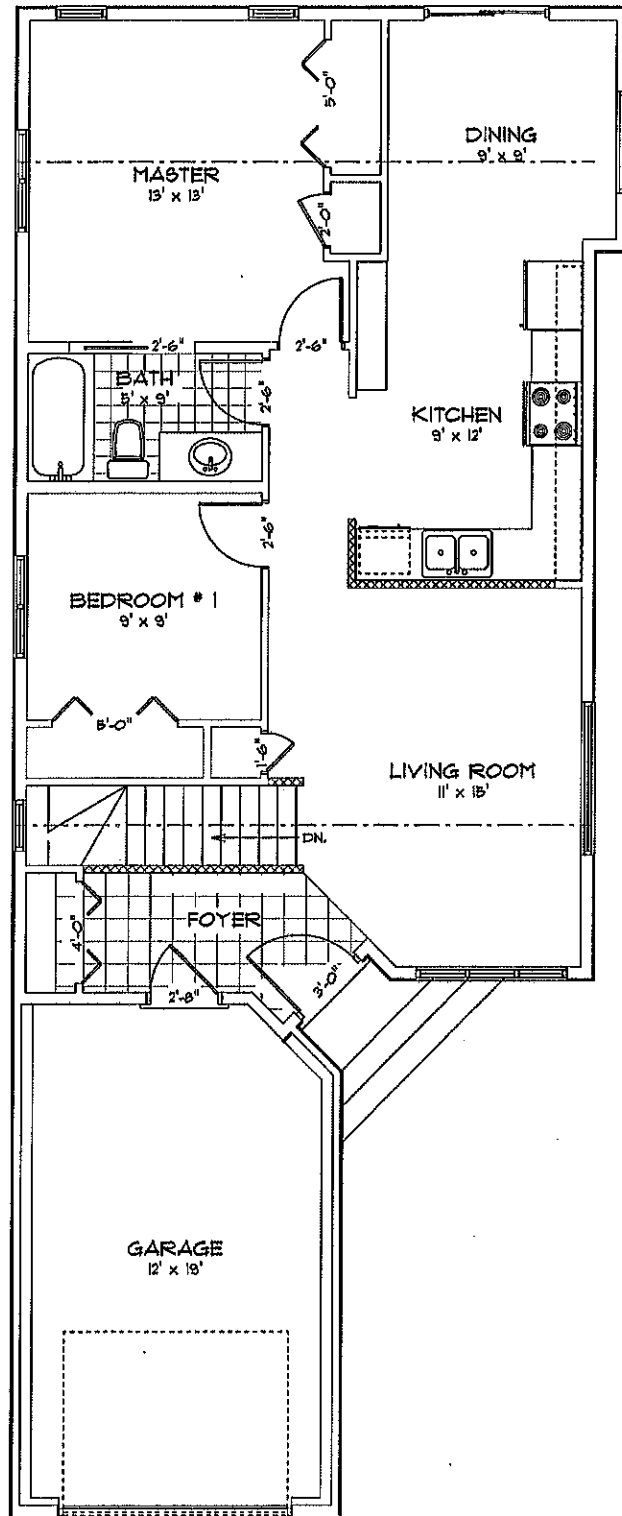 5'-0"
DINING
9' x 9'
MASTER
13' x 13'
2'-0"
2'-6"
2'-6"
BATH
5' x 9'
2'-6"
KITCHEN
9' x 12'
2'-6"
BEDROOM # 1
9' x 9'
5'-0"
1'-6"
LIVING ROOM
11' x 15'
DN.
FOYER
4'-0"
2'-8"
3'-0"
GARAGE
12' x 19'